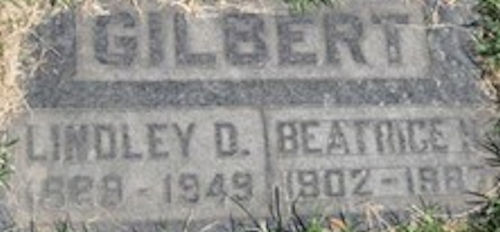 GILBERT
LINDLEY D. BEATRICE
1949 1902